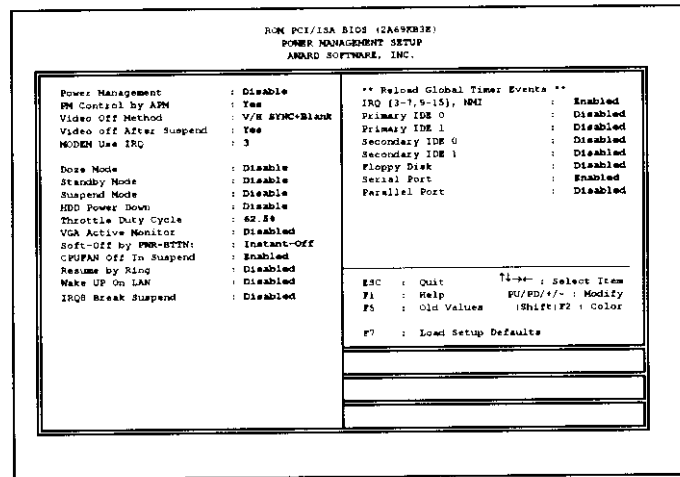 ROM PCI/ISA BIOS (2A69KB3E)
POWER MANAGEMENT SETUP
AWARD SOFTWARE, INC.
Power Management : Disable
PM Control by APM : Yes
Video Off Method : V/H SYNC+Blank
Video off After Suspend : Yes
MODEM Use IRQ : 3
Doze Mode : Disable
Standby Mode : Disable
Suspend Mode : Disable
HDD Power Down : Disable
Throttle Duty Cycle : 62.5%
VGA Active Monitor : Disabled
Soft-Off by PWR-BTTN: Instant-Off
CPUFAN Off In Suspend : Enabled
Resume by Ring : Disabled
Wake UP On LAN : Disabled
IRQ8 Break Suspend : Disabled
** Reload Global Timer Events **
IRQ [3-7,9-15], NMI : Enabled
Primary IDE 0 : Disabled
Primary IDE 1 : Disabled
Secondary IDE 0 : Disabled
Secondary IDE 1 : Disabled
Floppy Disk : Disabled
Serial Port : Enabled
Parallel Port : Disabled
ESC : Quit ↑↓→← : Select Item
F1 : Help PU/PD/+/- : Modify
F5 : Old Values (Shift)F2 : Color
F7 : Load Setup Defaults